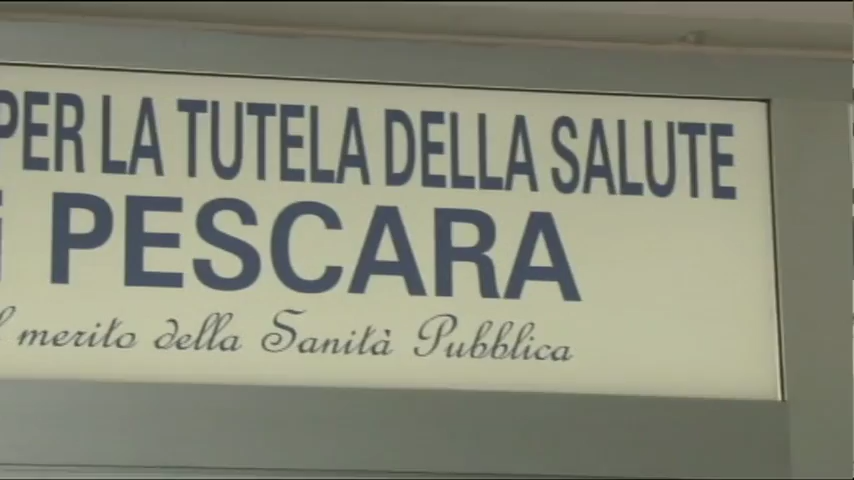 PER LA TUTELA DELLA SALUTE
i PESCARA
merito della Sanità Pubblica